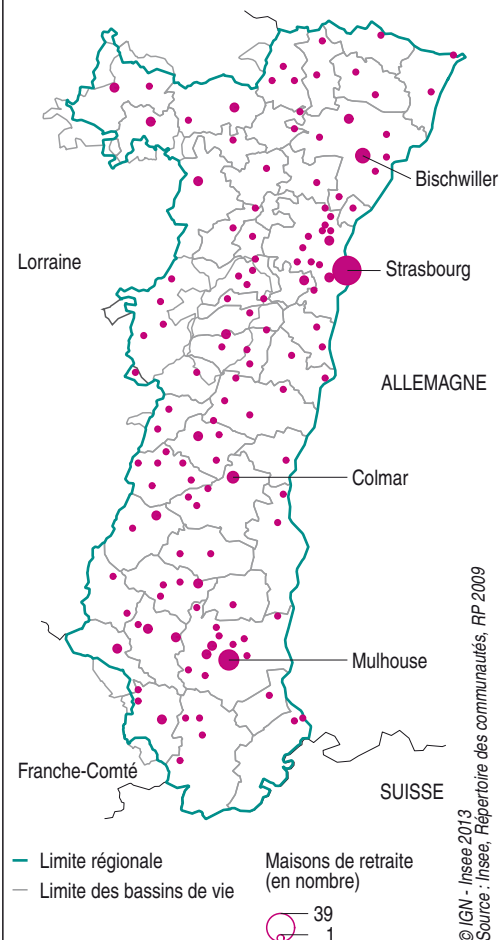 Bischwiller
Lorraine
Strasbourg
ALLEMAGNE
Colmar
Mulhouse
Franche-Comté
SUISSE
Limite régionale
Limite des bassins de vie
Maisons de retraite
(en nombre)
39
1
© IGN - Insee 2013
Source : Insee, Répertoire des communautés, RP 2009